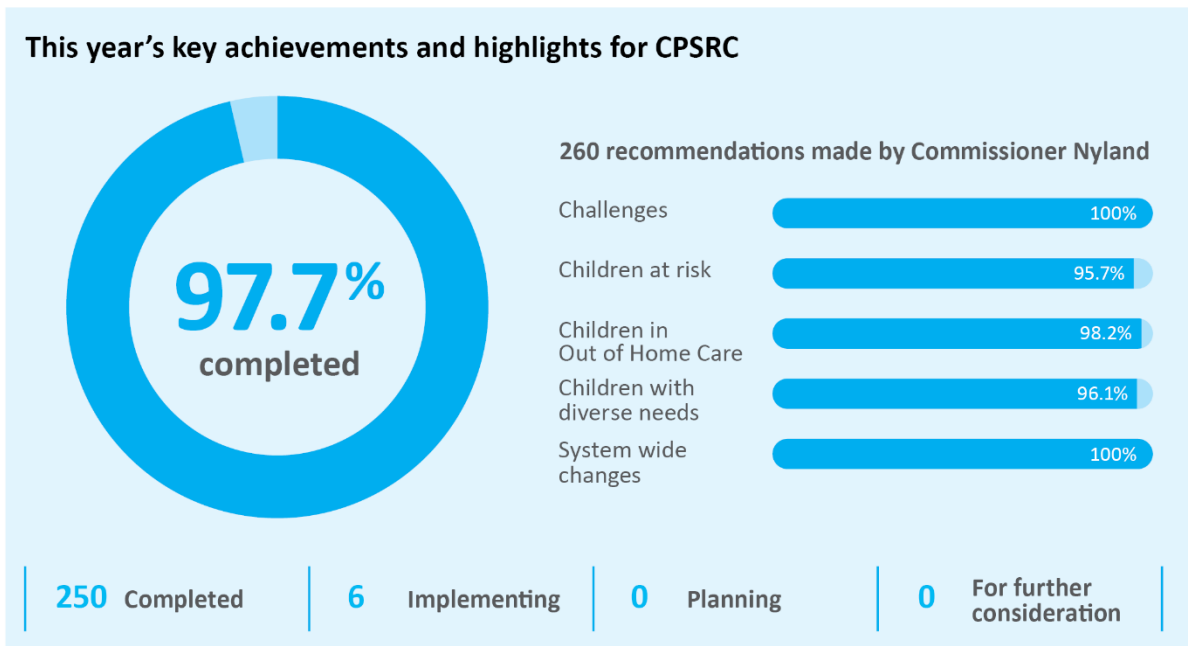 This year’s key achievements and highlights for CPSRC
97.7%
completed
260 recommendations made by Commissioner Nyland
Challenges
100%
Children at risk
95.7%
Children in
Out of Home Care
98.2%
Children with
diverse needs
96.1%
System wide
changes
100%
250 Completed
6 Implementing
0 Planning
0 For further
consideration